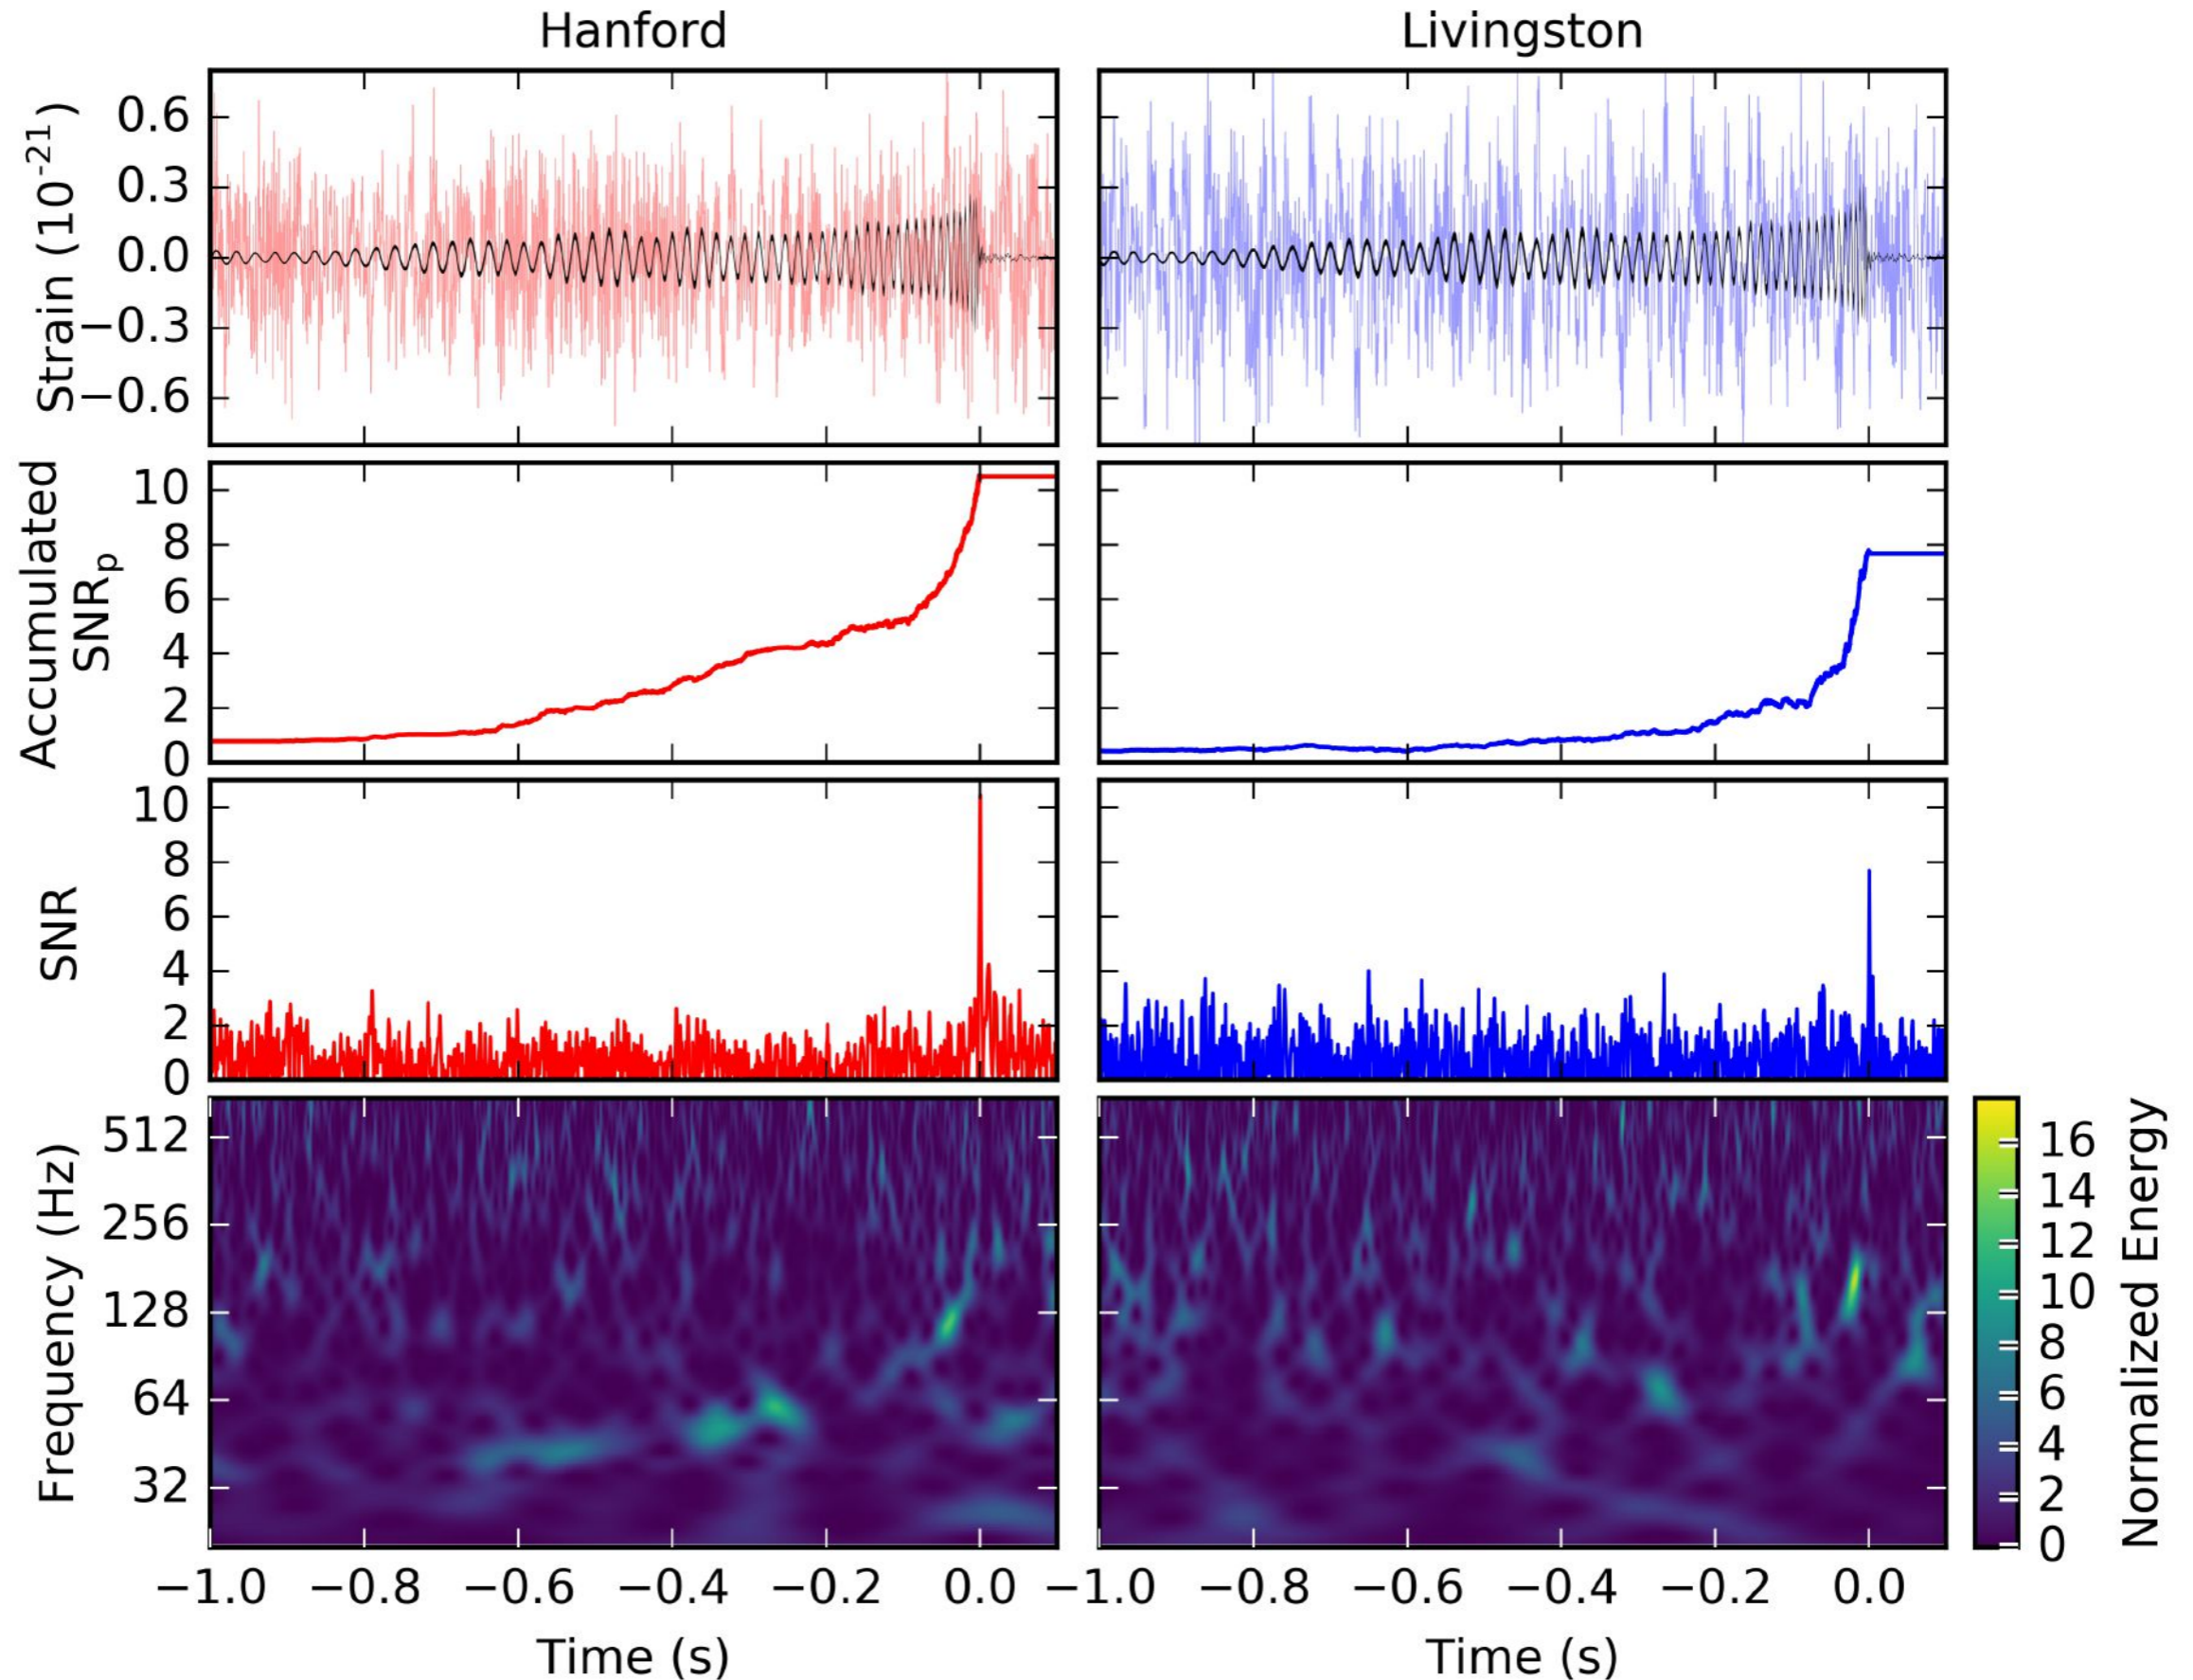 Hanford
Livingston
Strain (10⁻²¹)
0.6
0.3
0.0
−0.3
−0.6
Accumulated
SNRₚ
10
8
6
4
2
0
SNR
10
8
6
4
2
0
Frequency (Hz)
512
256
128
64
32
−1.0 −0.8 −0.6 −0.4 −0.2 0.0
−1.0 −0.8 −0.6 −0.4 −0.2 0.0
Time (s)
Time (s)
16
14
12
10
8
6
4
2
0
Normalized Energy